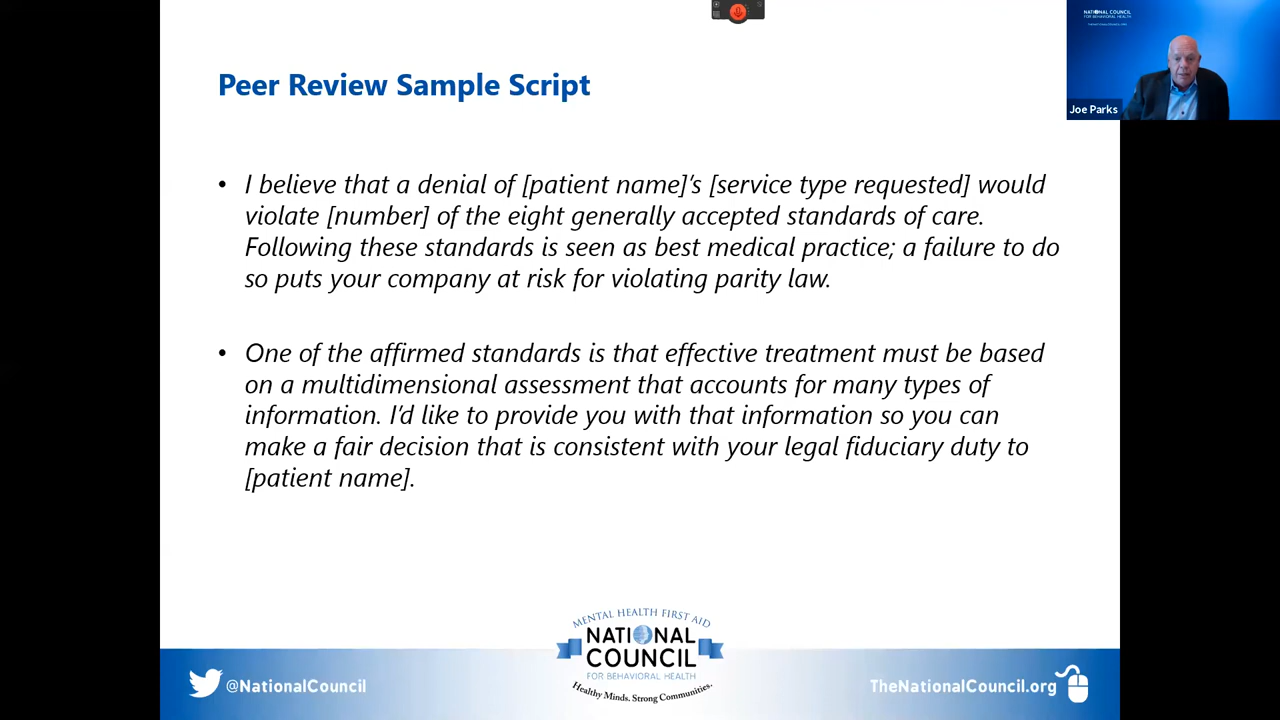 NATIONAL COUNCIL
FOR BEHAVIORAL HEALTH
Joe Parks
Peer Review Sample Script
• I believe that a denial of [patient name]'s [service type requested] would
violate [number] of the eight generally accepted standards of care.
Following these standards is seen as best medical practice; a failure to do
so puts your company at risk for violating parity law.
• One of the affirmed standards is that effective treatment must be based
on a multidimensional assessment that accounts for many types of
information. I'd like to provide you with that information so you can
make a fair decision that is consistent with your legal fiduciary duty to
[patient name].
MENTAL HEALTH FIRST AID
NATIONAL
COUNCIL
FOR BEHAVIORAL HEALTH
Healthy Minds. Strong Communities.
@NationalCouncil
TheNationalCouncil.org